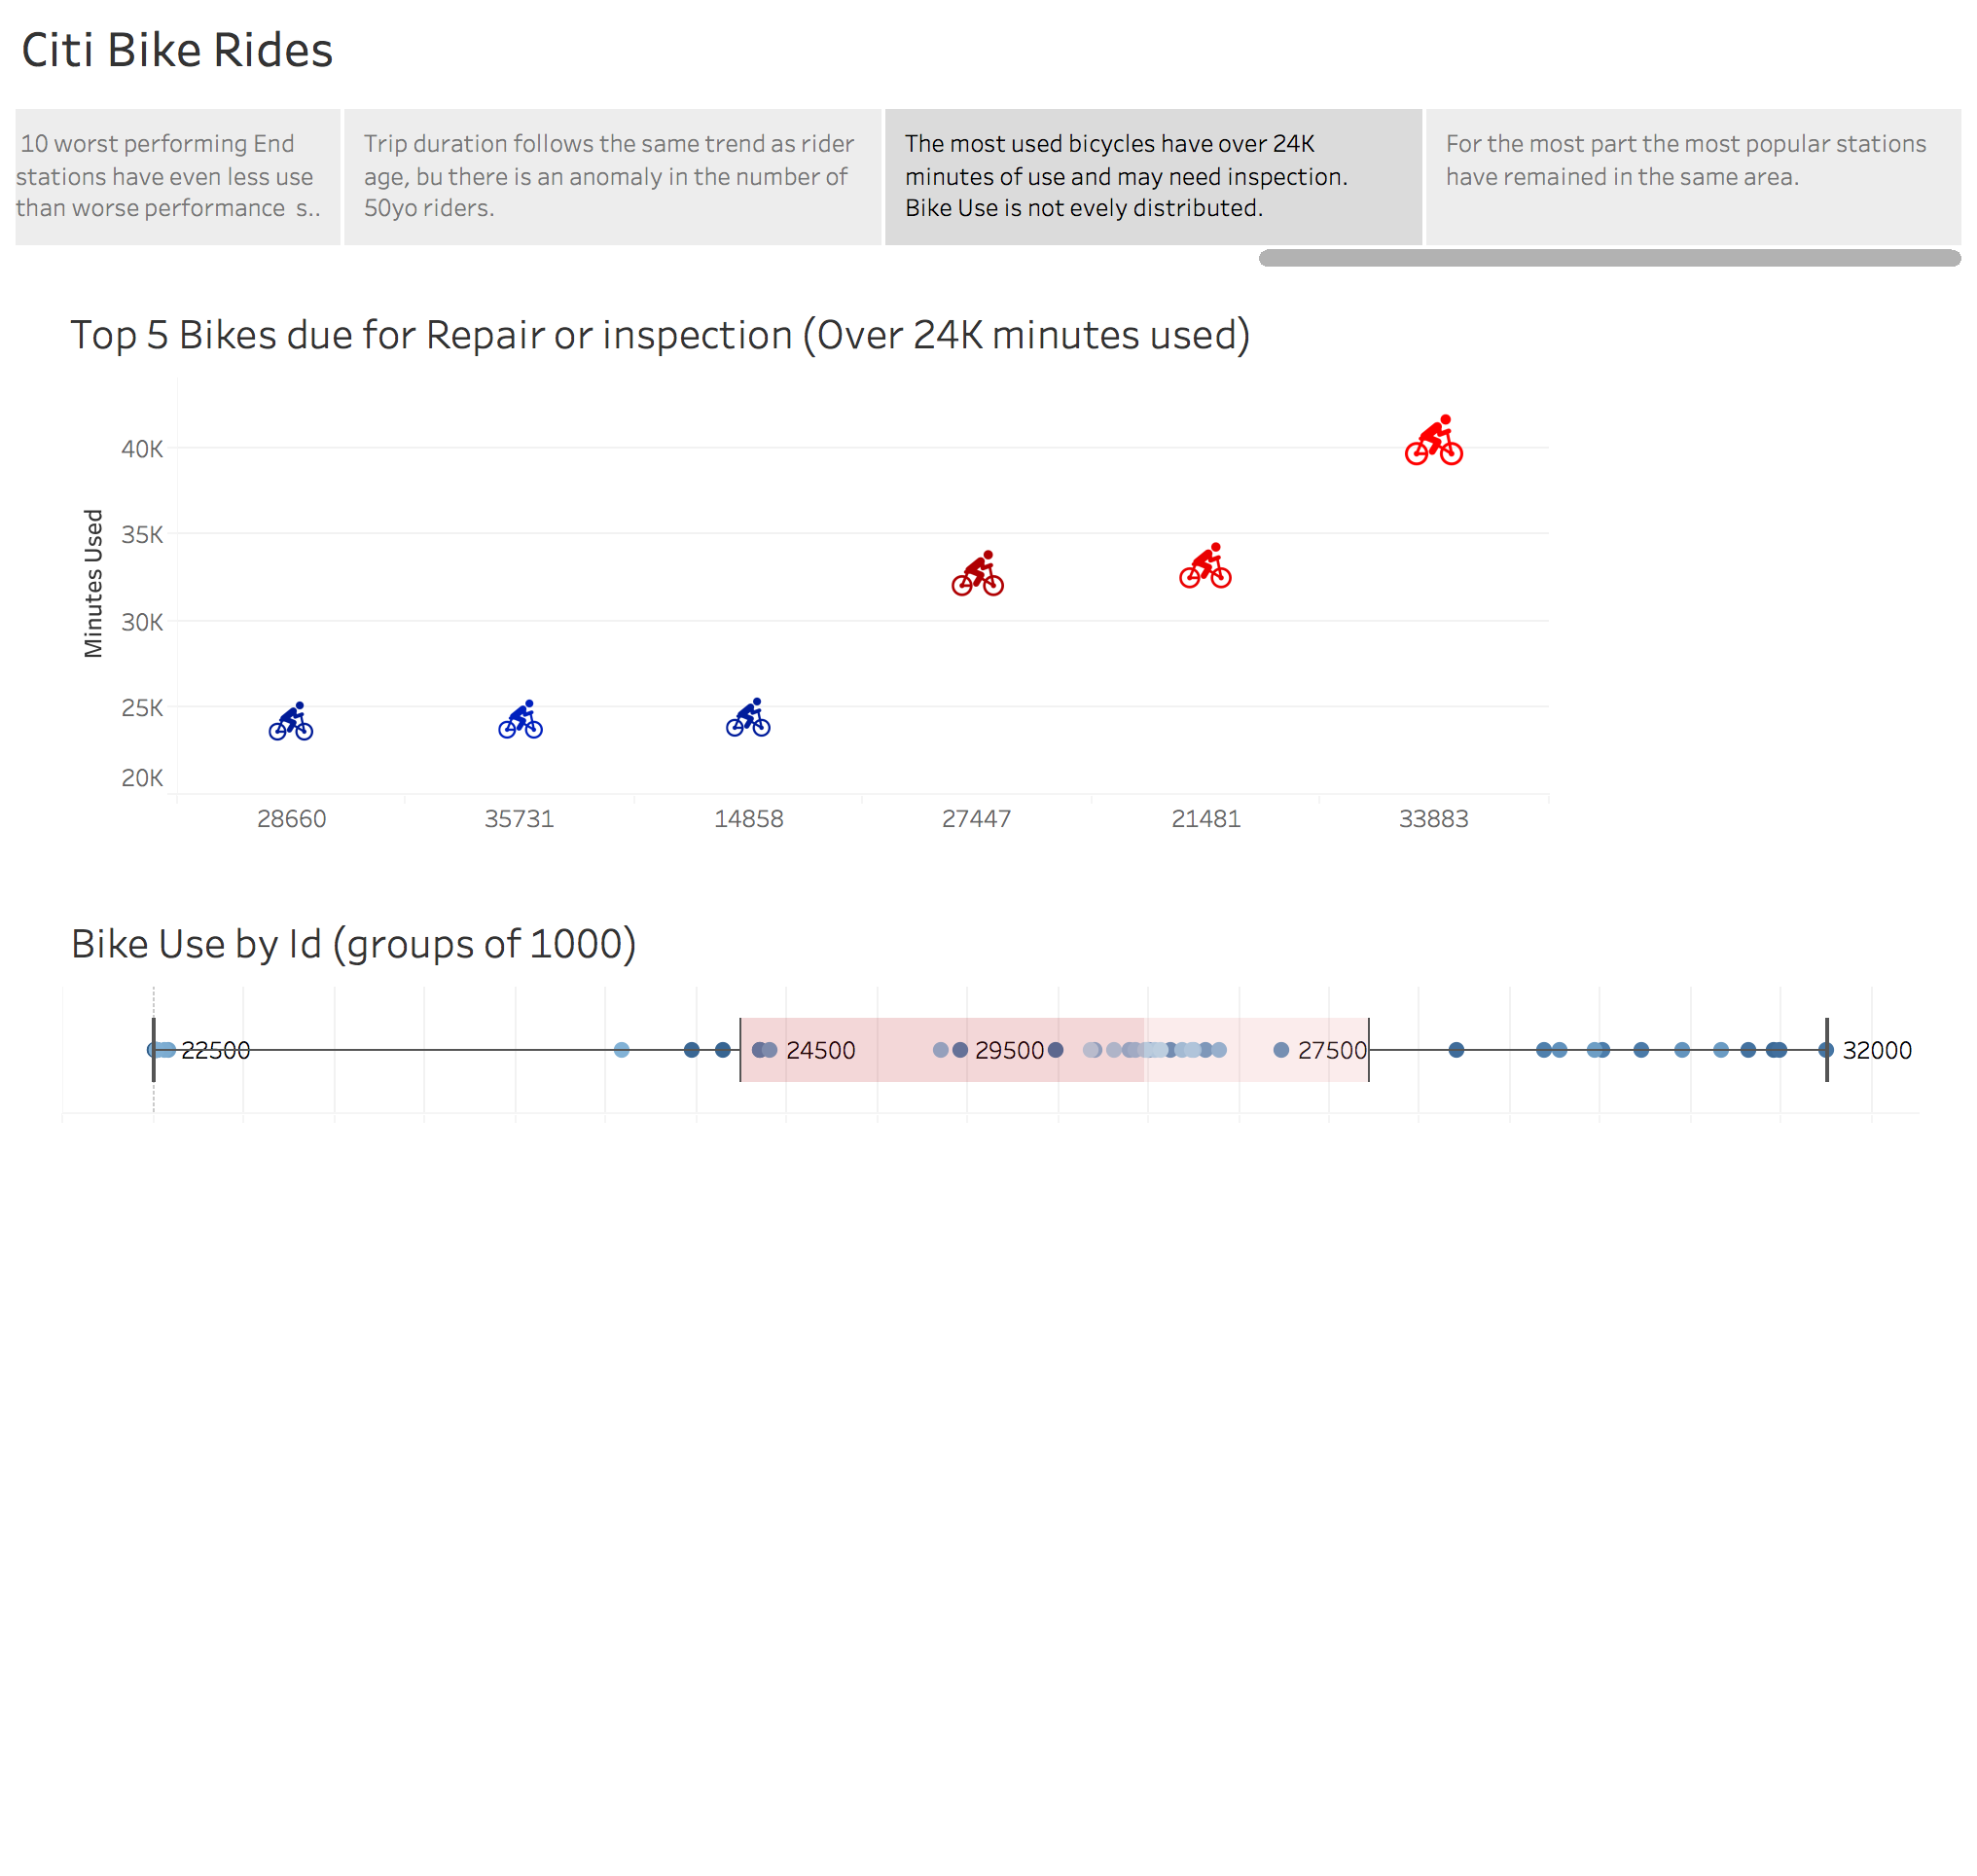 Citi Bike Rides
10 worst performing End
stations have even less use
than worse performance  s..
Trip duration follows the same trend as rider
age, bu there is an anomaly in the number of
50yo riders.
The most used bicycles have over 24K
minutes of use and may need inspection.
Bike Use is not evely distributed.
For the most part the most popular stations
have remained in the same area.
Top 5 Bikes due for Repair or inspection (Over 24K minutes used)
Minutes Used
40K
35K
30K
25K
20K
28660 35731 14858 27447 21481 33883
Bike Use by Id (groups of 1000)
22500 24500 29500 27500 32000